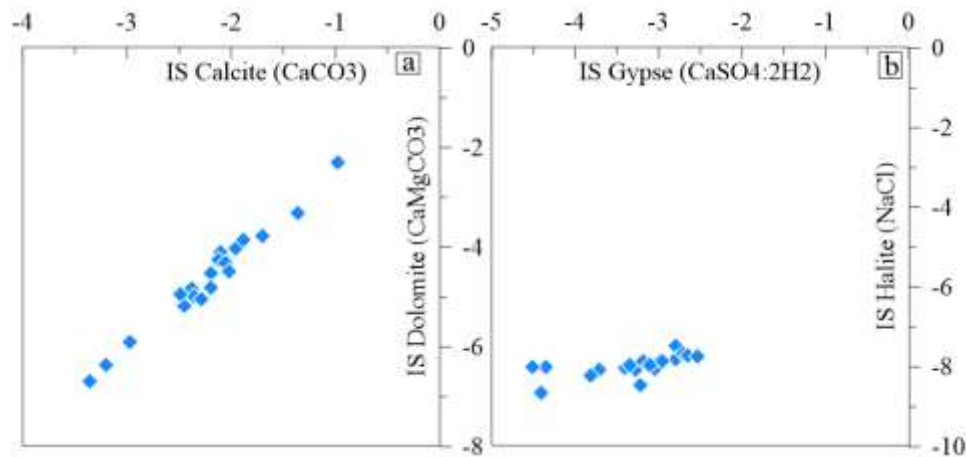 -4 -3 -2 -1 0
IS Calcite (CaCO3)
a
0
-2
-4
-6
-8
IS Dolomite (CaMgCO3)
-5 -4 -3 -2 -1 0
IS Gypse (CaSO4:2H2)
b
0
-2
-4
-6
-8
-10
IS Halite (NaCl)